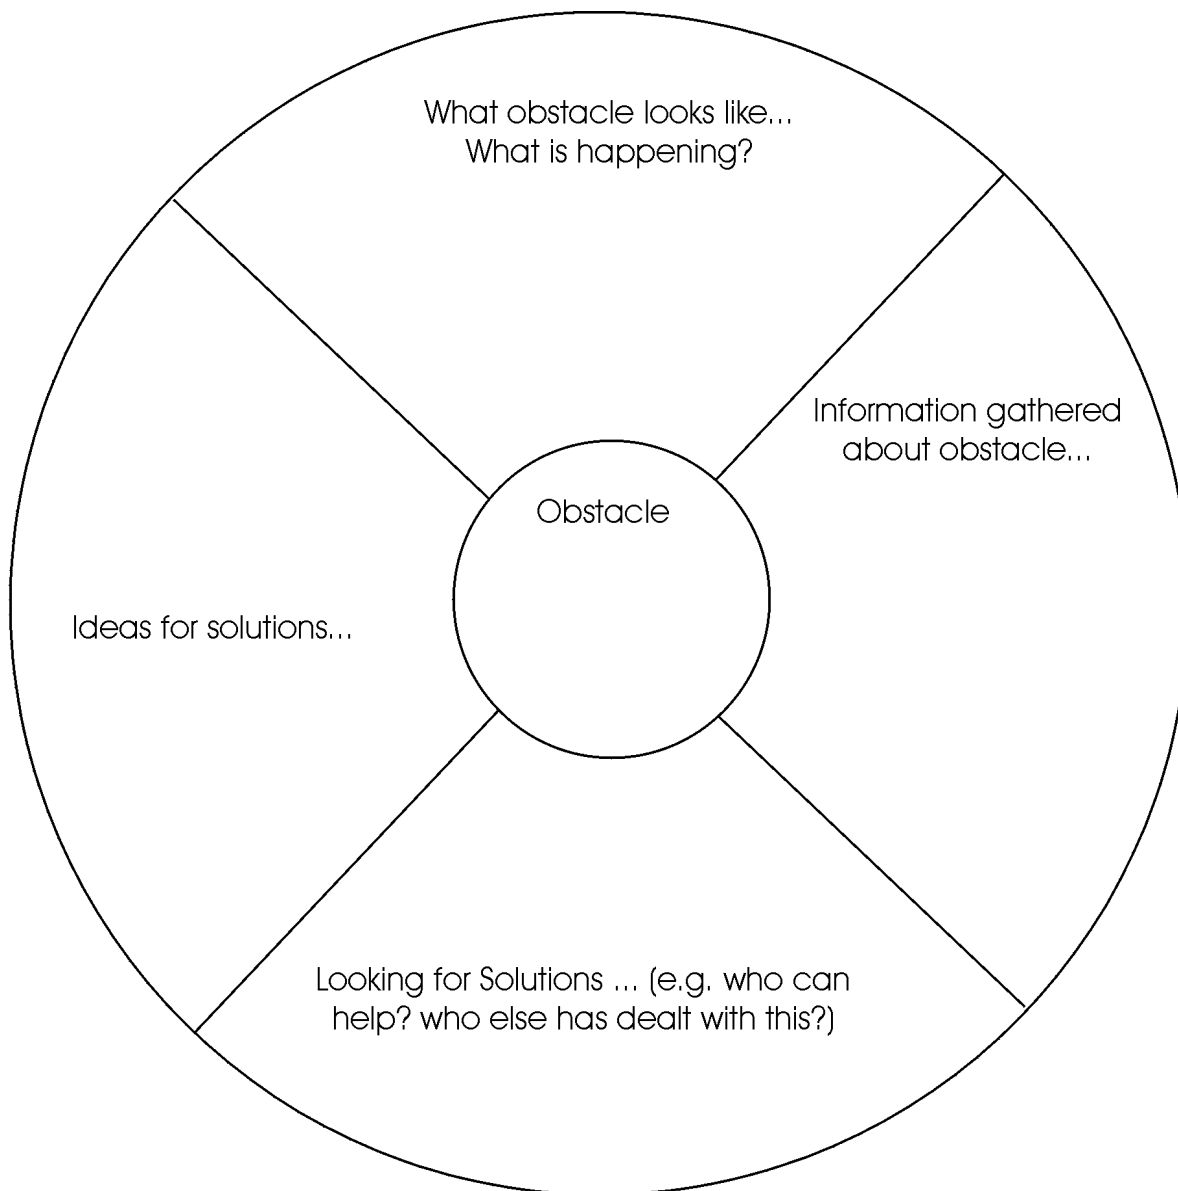 What obstacle looks like...
What is happening?
Information gathered
about obstacle...
Obstacle
Ideas for solutions...
Looking for Solutions ... (e.g. who can
help? who else has dealt with this?)